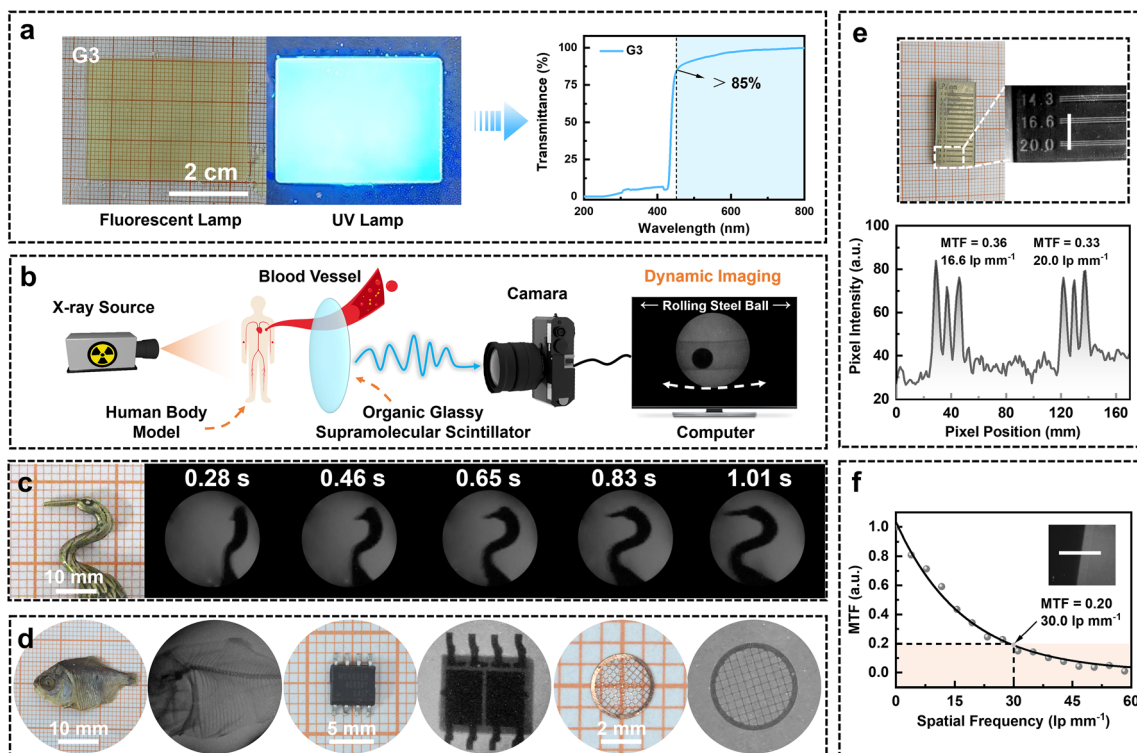 a
G3
2 cm
Fluorescent Lamp
UV Lamp
Transmittance (%)
100
75
50
25
0
G3
> 85%
200
400
600
800
Wavelength (nm)
b
X-ray Source
Blood Vessel
Camara
Dynamic Imaging
← Rolling Steel Ball →
Human Body
Model
Organic Glassy
Supramolecular Scintillator
Computer
c
10 mm
0.28 s
0.46 s
0.65 s
0.83 s
1.01 s
d
10 mm
5 mm
2 mm
e
14.3
16.6
20.0
Pixel Intensity (a.u.)
100
80
60
40
20
MTF = 0.36
16.6 lp mm⁻¹
MTF = 0.33
20.0 lp mm⁻¹
0
40
80
120
160
Pixel Position (mm)
f
MTF (a.u.)
1.0
0.8
0.6
0.4
0.2
0.0
MTF = 0.20
30.0 lp mm⁻¹
0
15
30
45
60
Spatial Frequency (lp mm⁻¹)